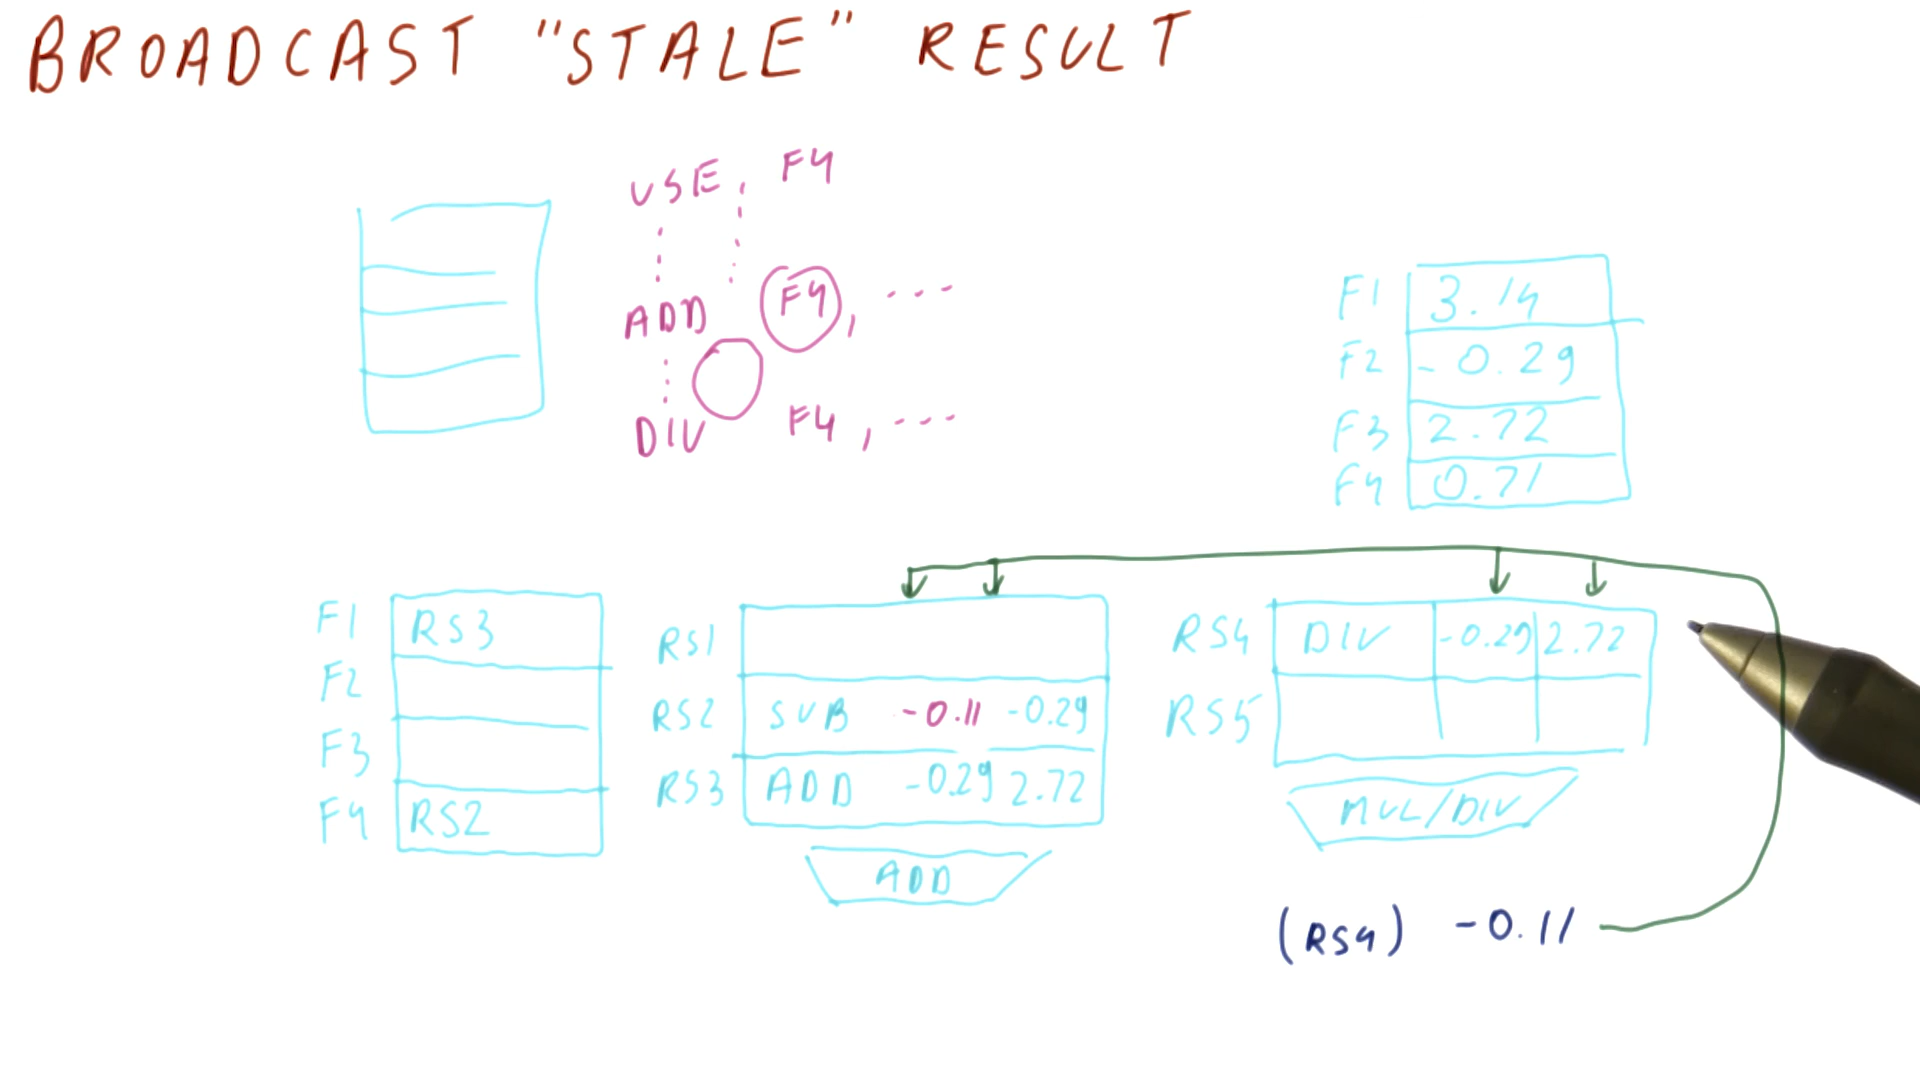 BROADCAST "STALE" RESULT
USE, F4
ADD F4, ...
DIV F4, ...
F1 3.14
F2 -0.29
F3 2.72
F4 0.71
F1 RS3
F2
F3
F4 RS2
RS1
RS2 SUB -0.11 -0.29
RS3 ADD -0.29 2.72
ADD
RS4 DIV -0.29 2.72
RS5
MUL/DIV
(RS4) -0.11